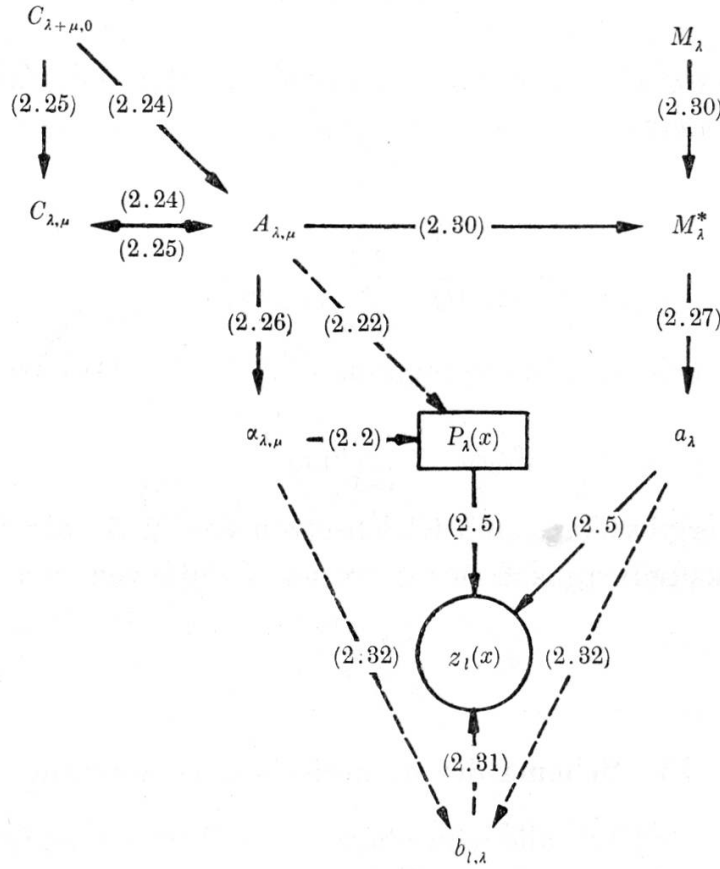 C_{λ+μ,0} M_λ
(2.25) (2.24) (2.30)
C_{λ,μ} (2.24) (2.25) A_{λ,μ} (2.30) M_λ^*
(2.26) (2.22) (2.27)
α_{λ,μ} (2.2) P_λ(x) a_λ
(2.5) (2.5)
(2.32) z_l(x) (2.32)
(2.31)
b_{l,λ}